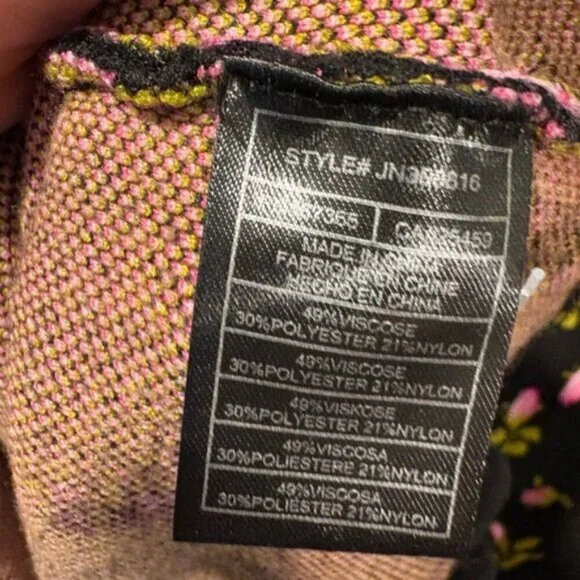 STYLE#
MADE IN CHINA
FABRIQUE EN CHINE
HECHO EN CHINA
49%VISCOSE
30%POLYESTER 21%NYLON
49%VISCOSE
30%POLYESTER 21%NYLON
49%VISKOSE
30%POLYESTER 21%NYLON
49%VISCOSA
30%POLIESTERE 21%NYLON
49%VISCOSA
30%POLIESTER 21%NYLON